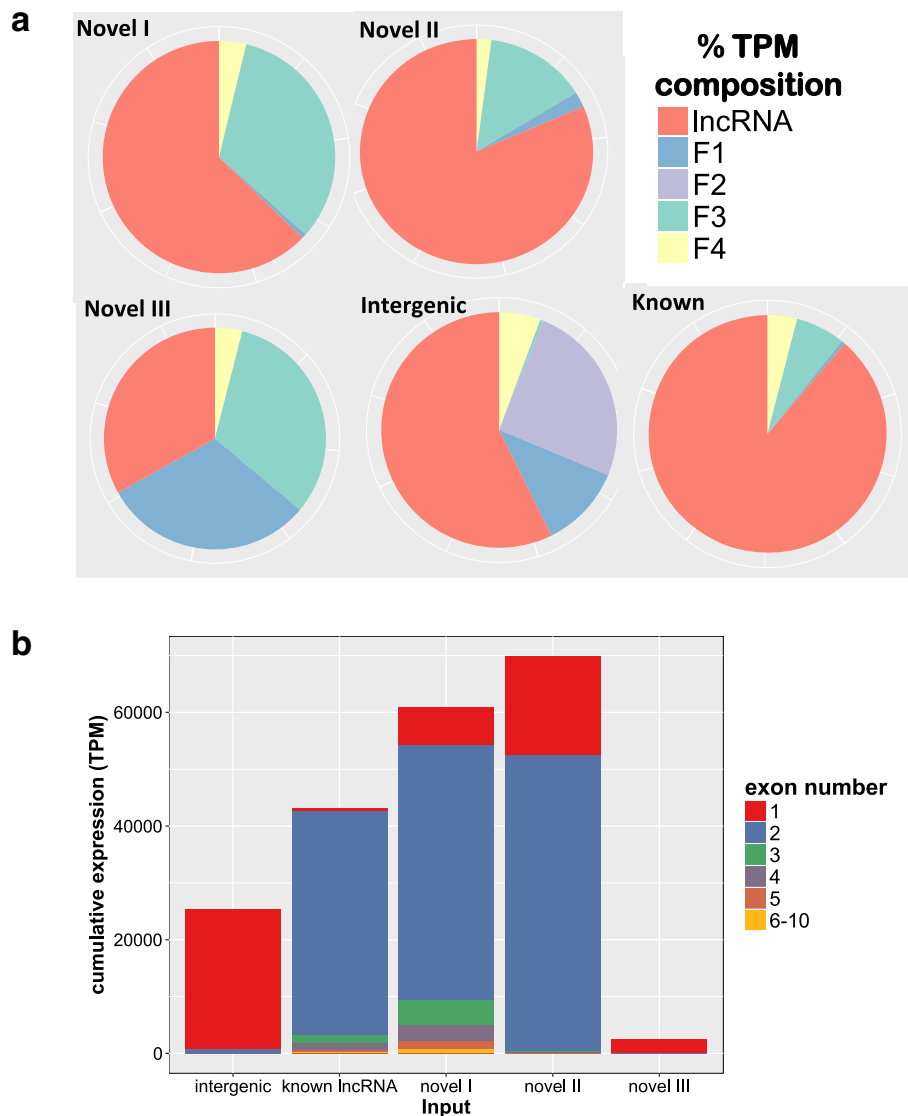 a
Novel I
Novel II
% TPM
composition
lncRNA
F1
F2
F3
F4
Novel III
Intergenic
Known
b
cumulative expression (TPM)
60000
40000
20000
0
intergenic
known lncRNA
novel I
novel II
novel III
Input
exon number
1
2
3
4
5
6-10